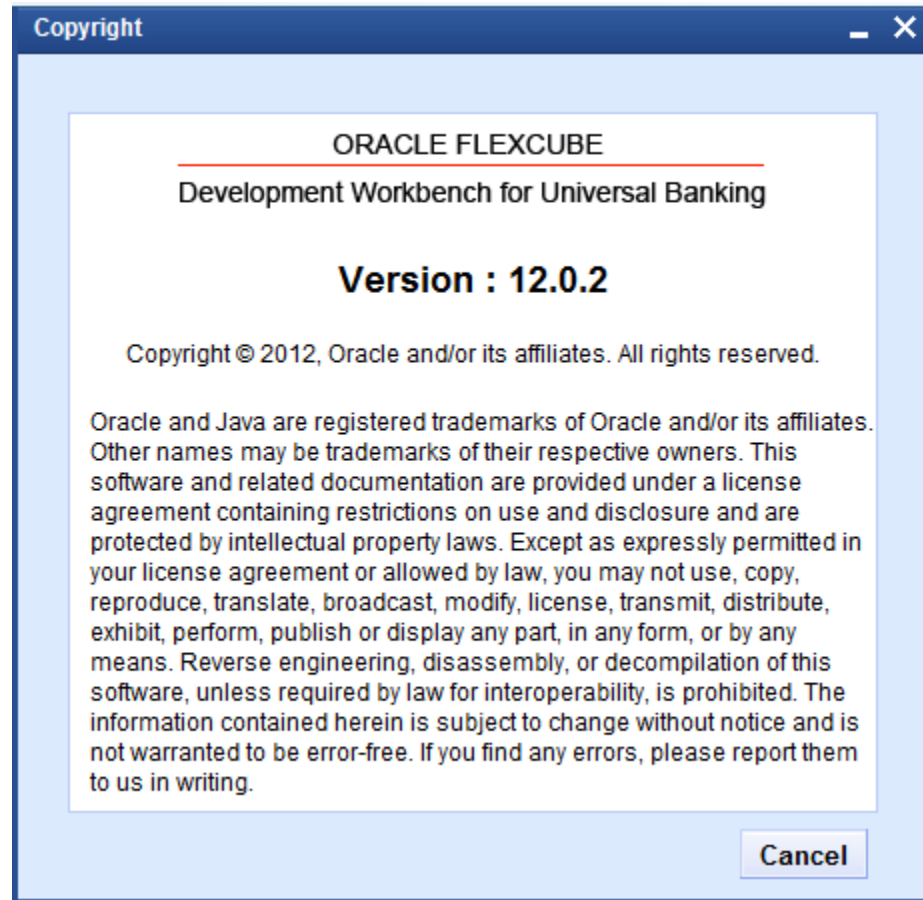 Copyright
ORACLE FLEXCUBE
Development Workbench for Universal Banking
Version : 12.0.2
Copyright © 2012, Oracle and/or its affiliates. All rights reserved.
Oracle and Java are registered trademarks of Oracle and/or its affiliates.
Other names may be trademarks of their respective owners. This
software and related documentation are provided under a license
agreement containing restrictions on use and disclosure and are
protected by intellectual property laws. Except as expressly permitted in
your license agreement or allowed by law, you may not use, copy,
reproduce, translate, broadcast, modify, license, transmit, distribute,
exhibit, perform, publish or display any part, in any form, or by any
means. Reverse engineering, disassembly, or decompilation of this
software, unless required by law for interoperability, is prohibited. The
information contained herein is subject to change without notice and is
not warranted to be error-free. If you find any errors, please report them
to us in writing.
Cancel